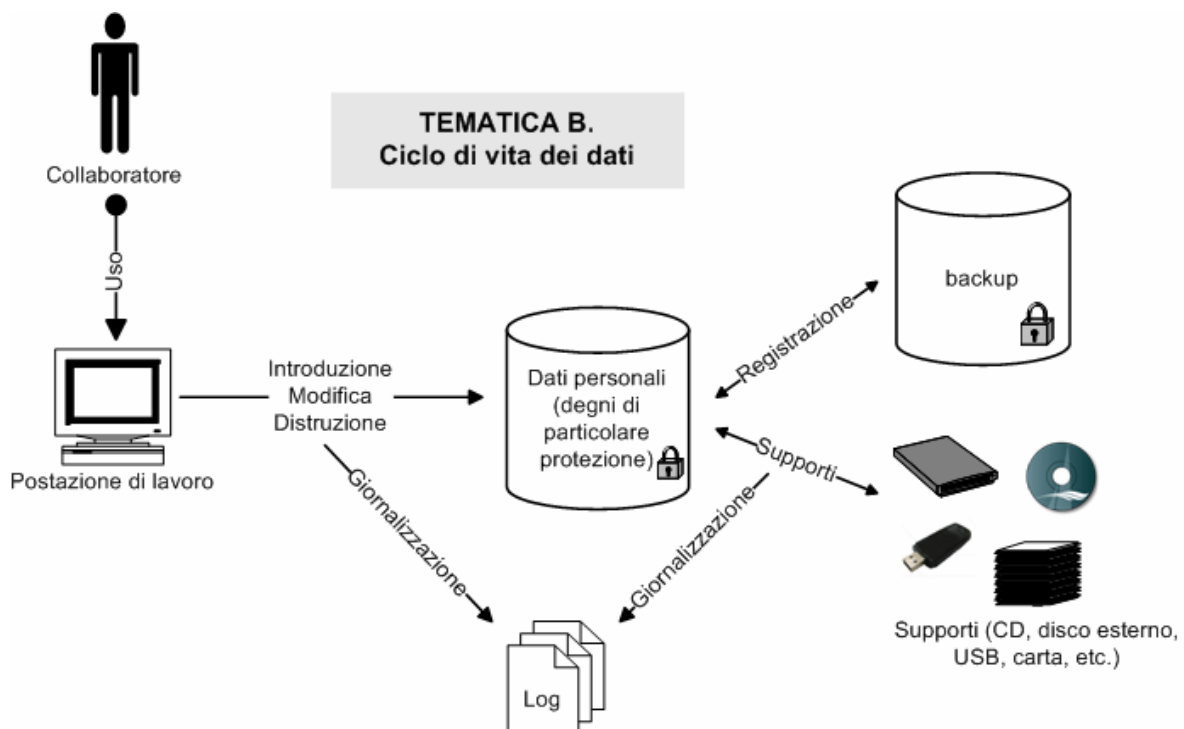 TEMATICA B.
Ciclo di vita dei dati
Collaboratore
Uso
Postazione di lavoro
Introduzione
Modifica
Distruzione
Giornalizzazione
Dati personali
(degni di
particolare
protezione)
Registrazione
backup
Supporti
Giornalizzazione
Supporti (CD, disco esterno,
USB, carta, etc.)
Log